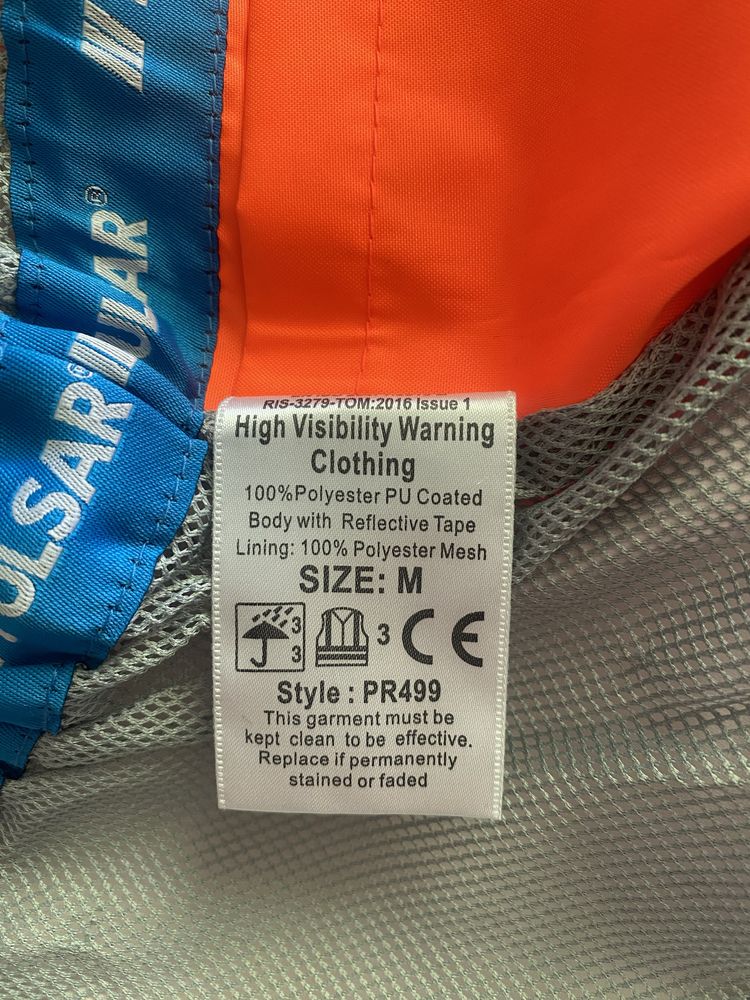 ULAR®
PULSAR®
RIS-3279-TOM:2016 Issue 1
High Visibility Warning
Clothing
100%Polyester PU Coated
Body with Reflective Tape
Lining: 100% Polyester Mesh
SIZE: M
3
3
3
CE
Style : PR499
This garment must be
kept clean to be effective.
Replace if permanently
stained or faded